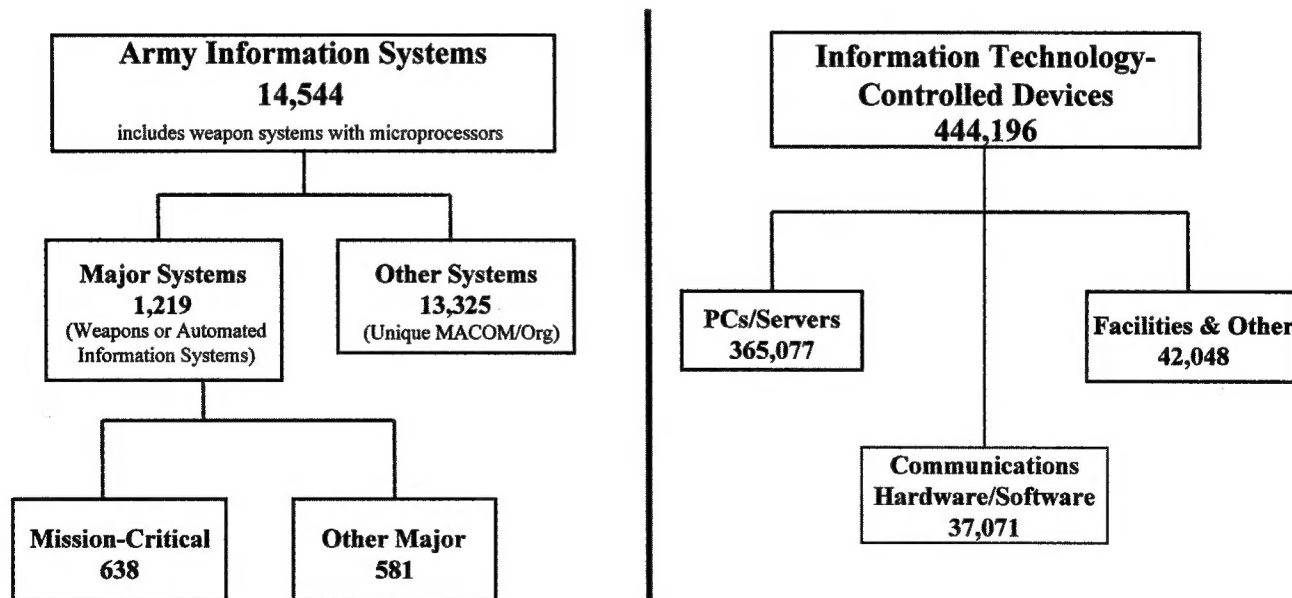 Army Information Systems
14,544
includes weapon systems with microprocessors
Major Systems
1,219
(Weapons or Automated
Information Systems)
Other Systems
13,325
(Unique MACOM/Org)
Mission-Critical
638
Other Major
581
Information Technology-
Controlled Devices
444,196
PCs/Servers
365,077
Facilities & Other
42,048
Communications
Hardware/Software
37,071